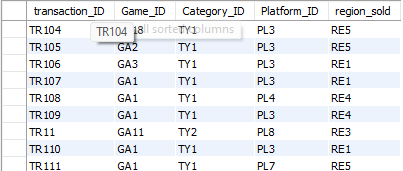 transaction_ID Game_ID Category_ID Platform_ID region_sold
TR104 TR104 18 TY1 PL3 RE5
all sorted columns
TR105 GA2 TY1 PL3 RE5
TR106 GA3 TY1 PL3 RE1
TR107 GA1 TY1 PL3 RE1
TR108 GA1 TY1 PL4 RE4
TR109 GA1 TY1 PL3 RE4
TR11 GA11 TY2 PL8 RE3
TR110 GA1 TY1 PL3 RE1
TR111 GA1 TY1 PL7 RE5